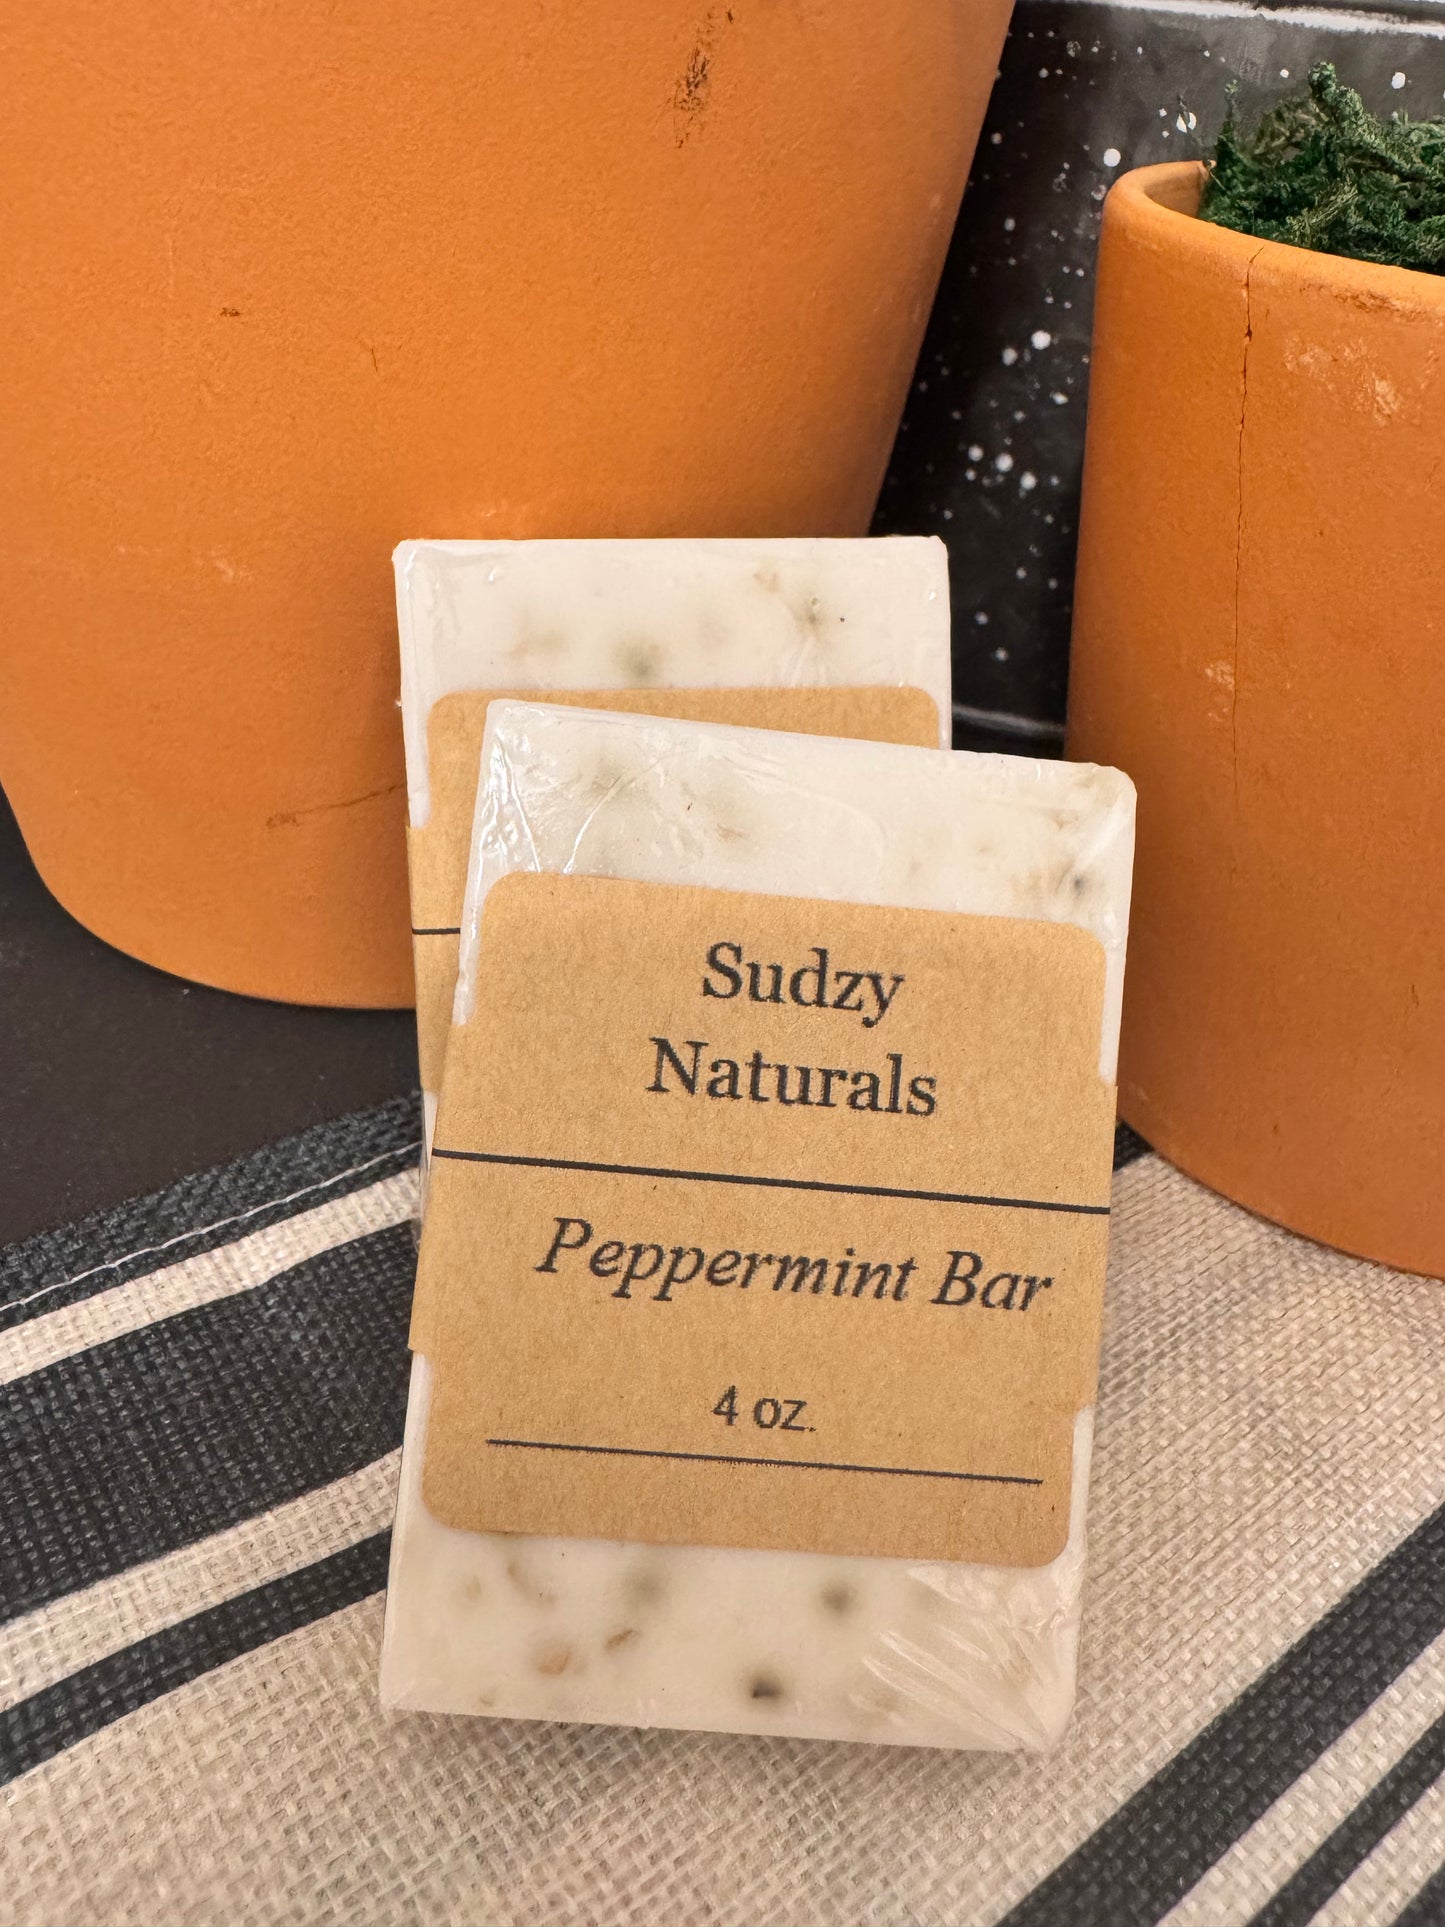 Sudzy
Naturals
Peppermint Bar
4 oz.